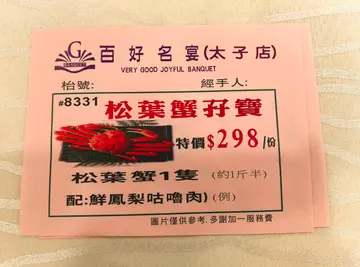 G
BANQUET
百好名宴(太子店)
VERY GOOD JOYFUL BANQUET
枱號: 經手人:
#8331
松葉蟹孖寶
特價$298/份
松葉蟹1隻 (約1斤半)
配:鮮鳳梨咕嚕肉) (例)
圖片僅供參考. 多謝加一服務費